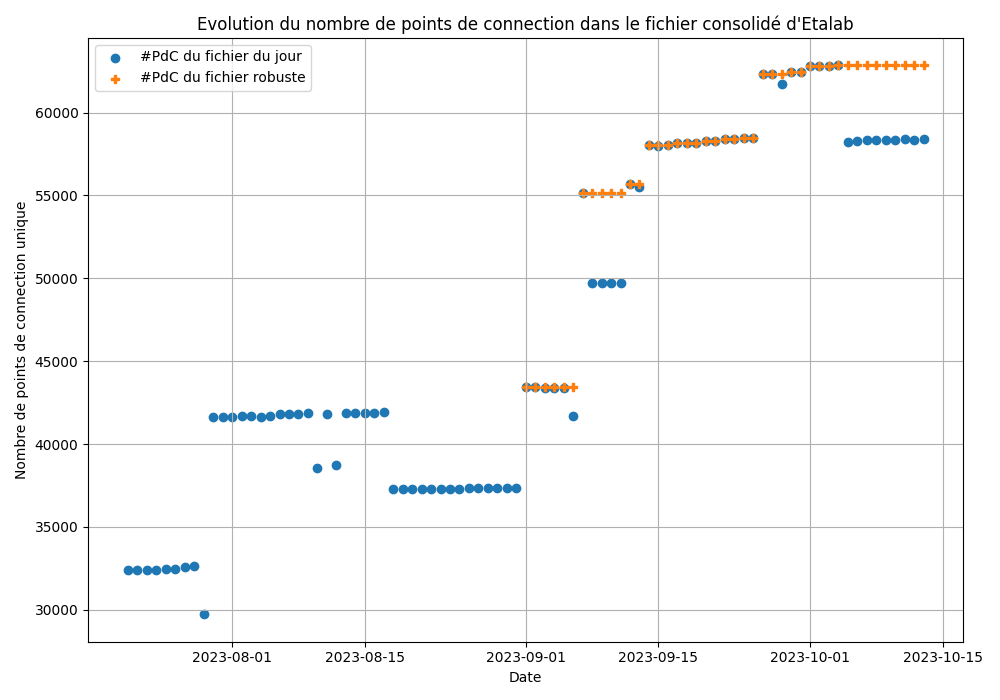 Evolution du nombre de points de connection dans le fichier consolidé d'Etalab
#PdC du fichier du jour
#PdC du fichier robuste
Nombre de points de connection unique
60000
55000
50000
45000
40000
35000
30000
2023-08-01
2023-08-15
2023-09-01
2023-09-15
2023-10-01
2023-10-15
Date